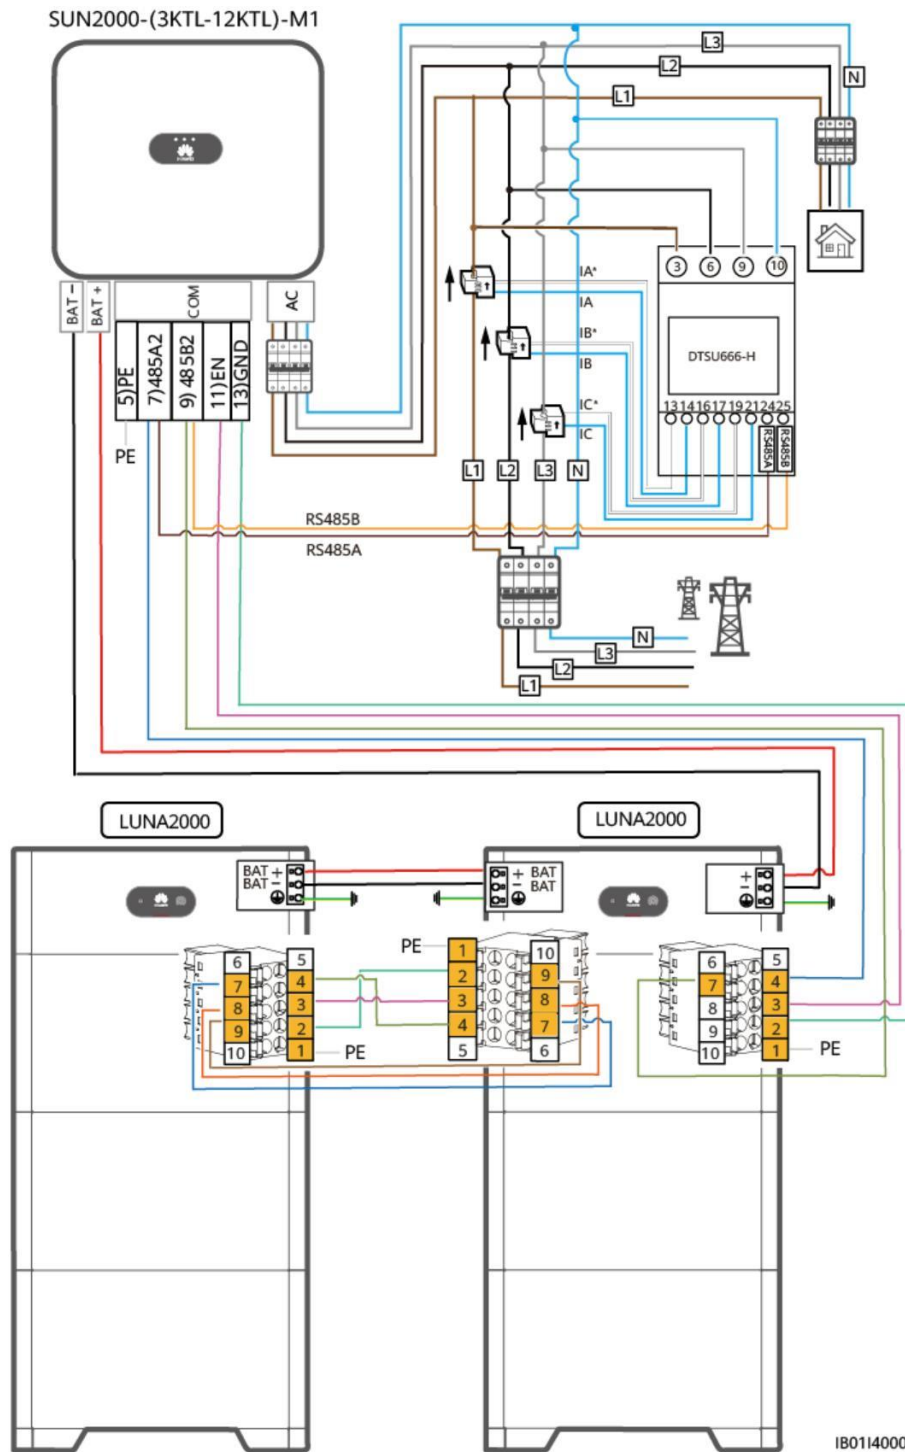 SUN2000-(3KTL-12KTL)-M1
L3
L2
N
L1
BAT −
BAT +
COM
AC
5)PE
7)485A2
9) 485B2
11)EN
13)GND
PE
3
6
9
10
IA*
IA
IB*
IB
IC*
IC
DTSU666-H
13 14 16 17 19 21 24 25
RS485A
RS485B
L1
L2
L3
N
RS485B
RS485A
N
L3
L2
L1
LUNA2000
LUNA2000
BAT +
BAT −
+ BAT
− BAT
+
−
6
7
8
9
10
5
4
3
2
1
PE
PE
1
2
3
4
5
10
9
8
7
6
6
7
8
9
10
5
4
3
2
1
PE
IB01I4000